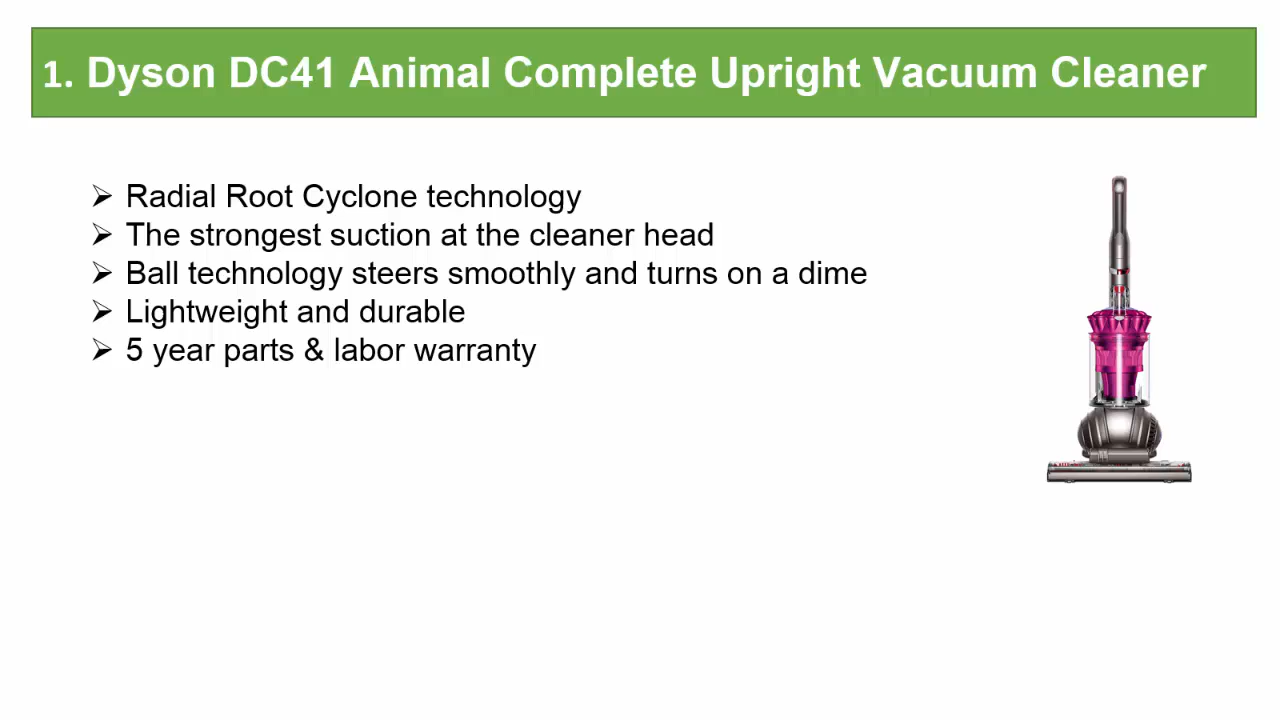 1. Dyson DC41 Animal Complete Upright Vacuum Cleaner
➢ Radial Root Cyclone technology
➢ The strongest suction at the cleaner head
➢ Ball technology steers smoothly and turns on a dime
➢ Lightweight and durable
➢ 5 year parts & labor warranty